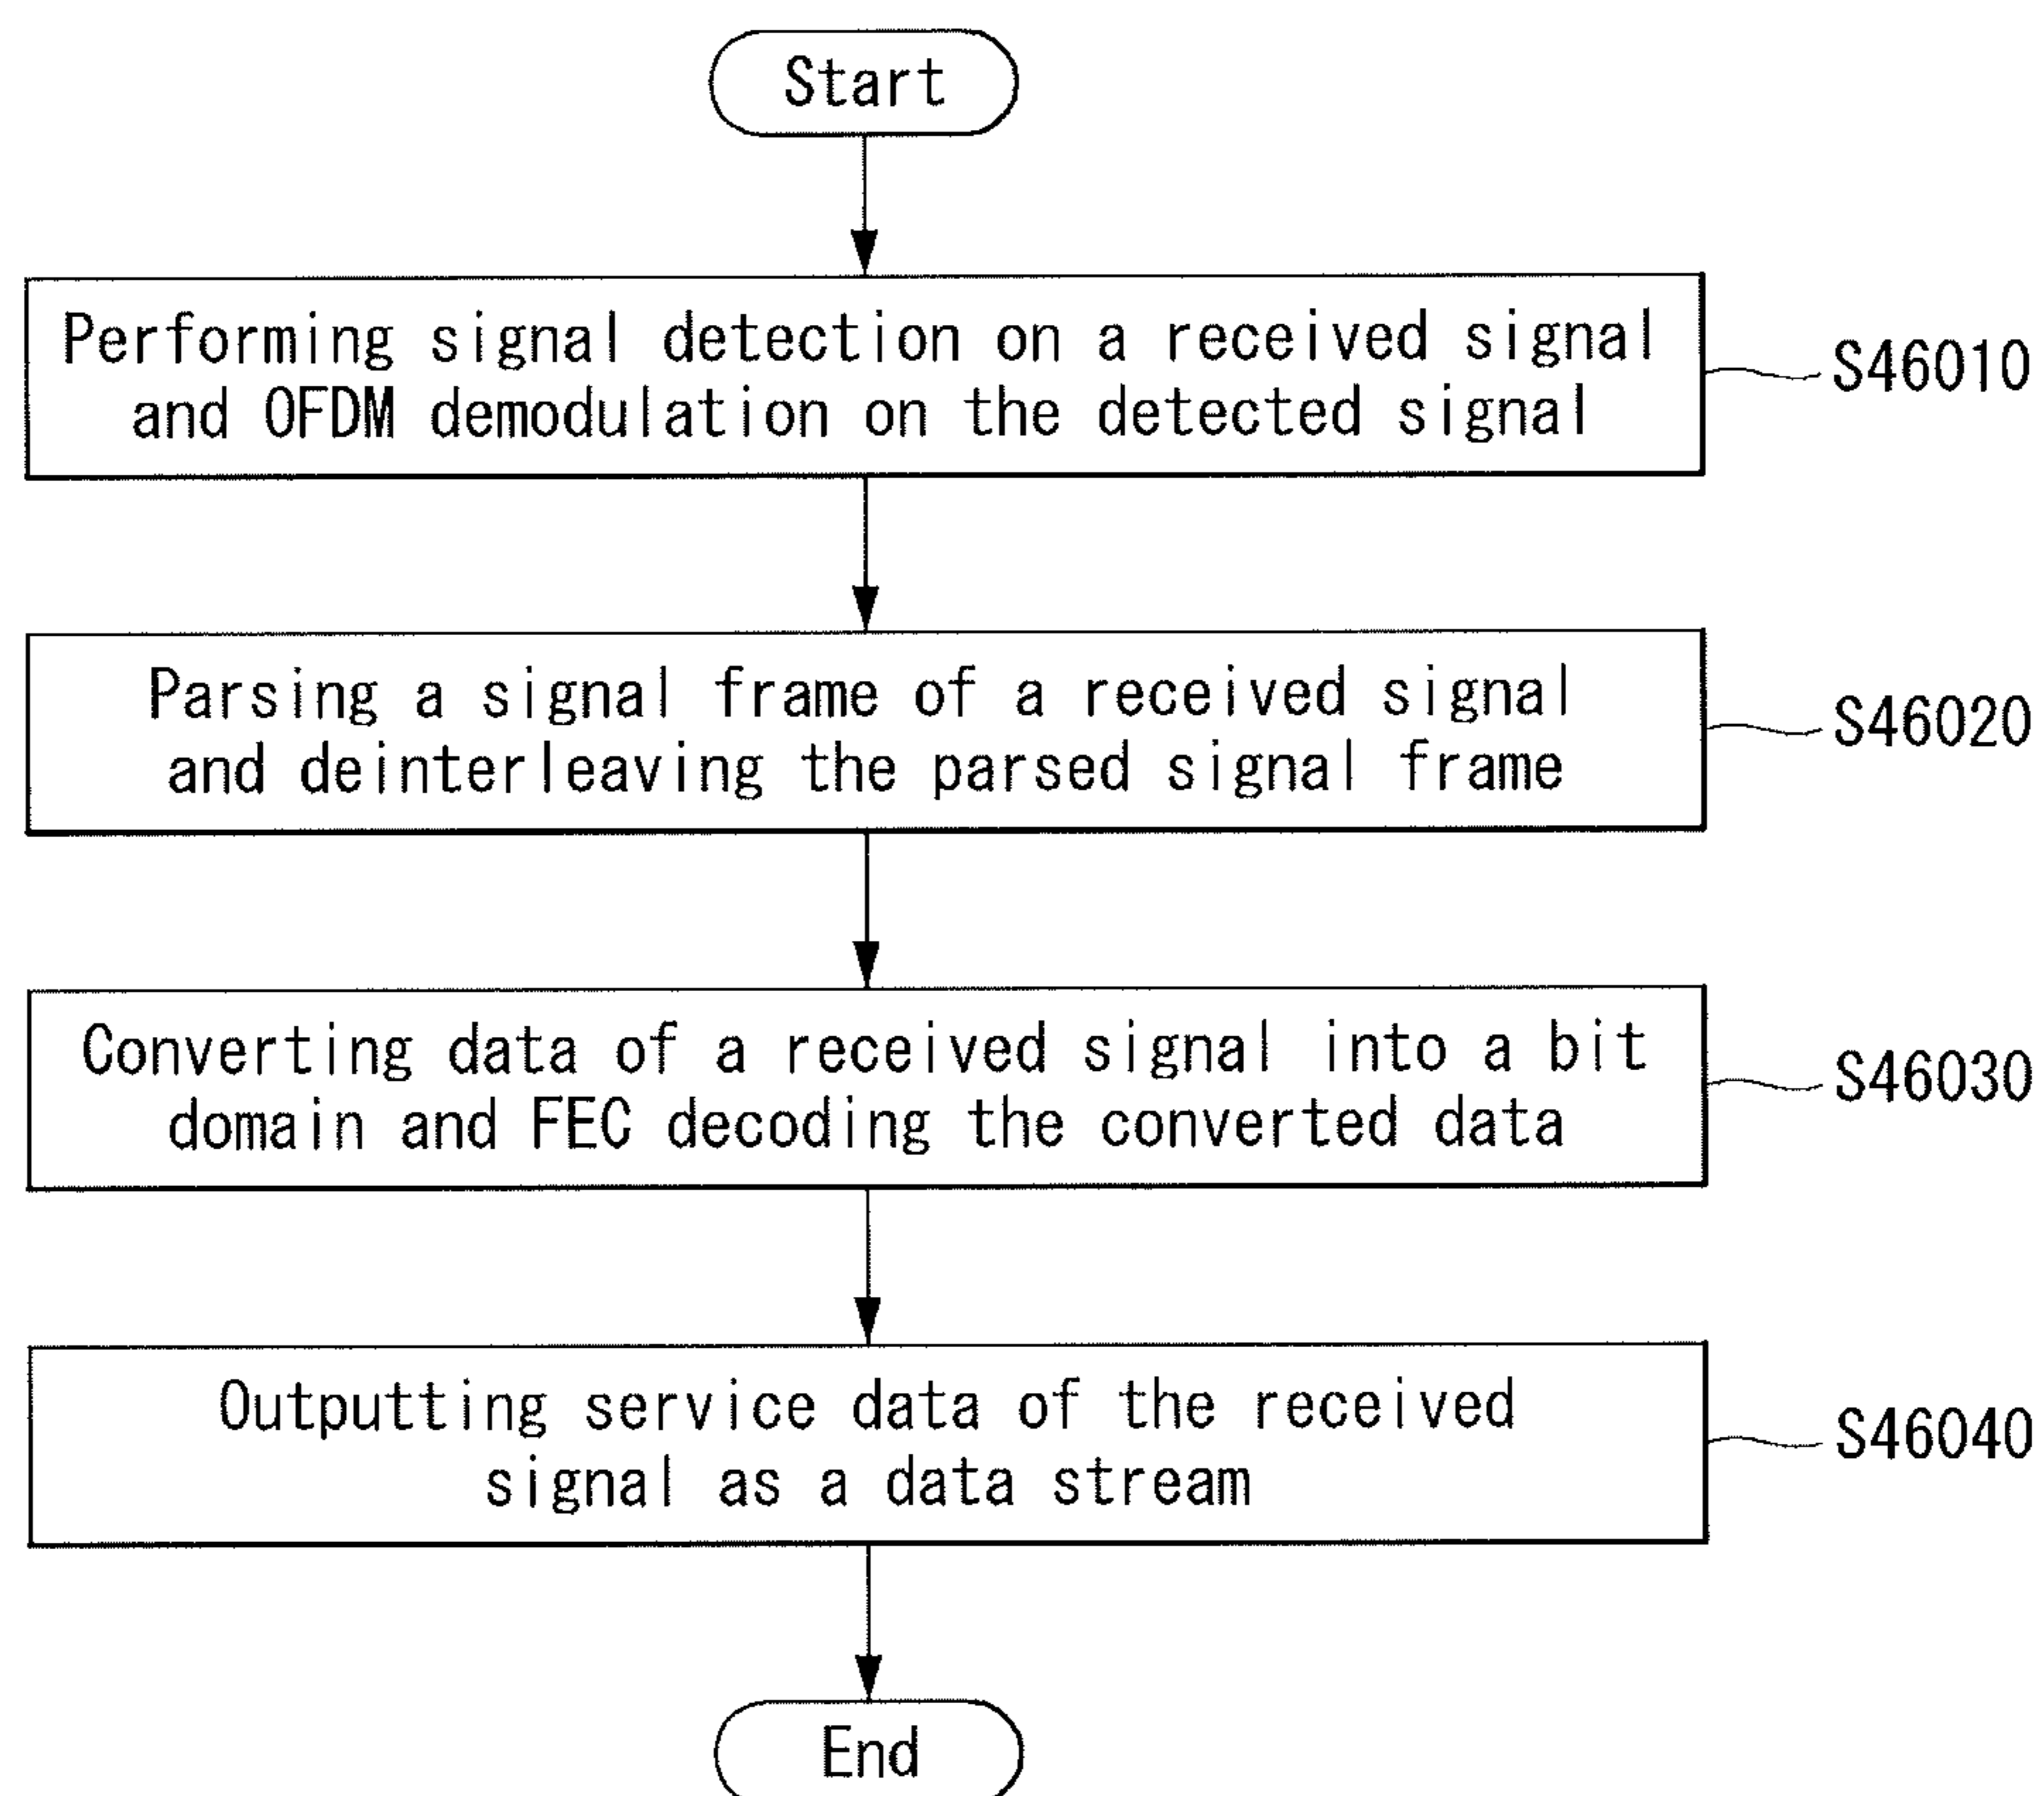 Start
Performing signal detection on a received signal
and OFDM demodulation on the detected signal
S46010
Parsing a signal frame of a received signal
and deinterleaving the parsed signal frame
S46020
Converting data of a received signal into a bit
domain and FEC decoding the converted data
S46030
Outputting service data of the received
signal as a data stream
S46040
End